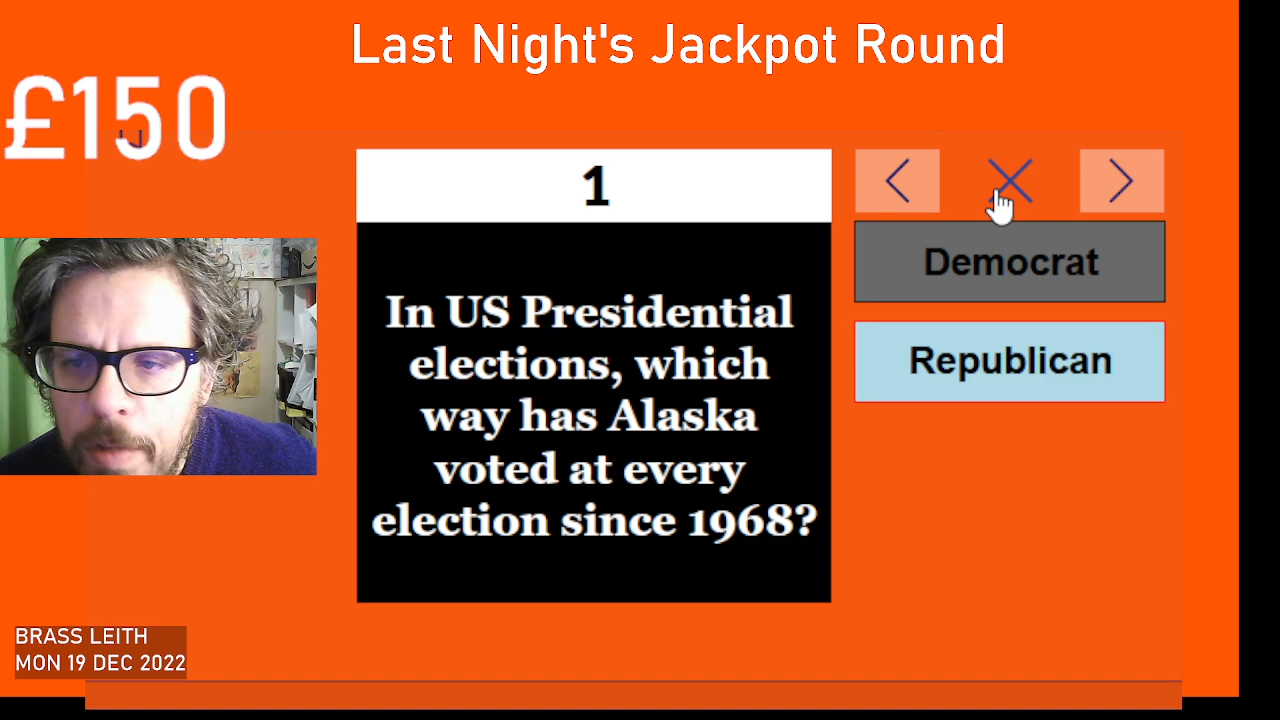 Last Night's Jackpot Round
£150
1
In US Presidential
elections, which
way has Alaska
voted at every
election since 1968?
Democrat
Republican
BRASS LEITH
MON 19 DEC 2022